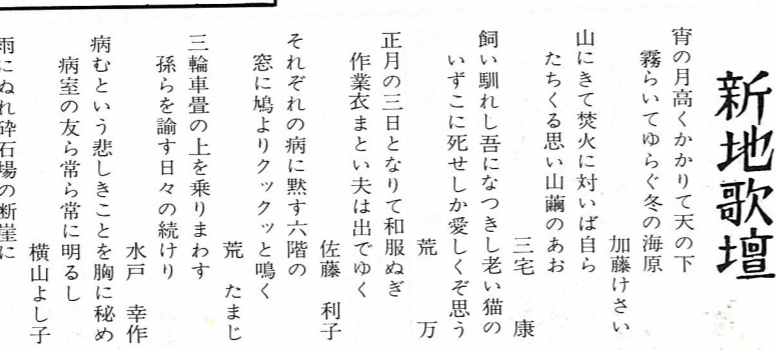 新地歌壇
宵の月高くかかりて天の下
霧らいてゆらぐ冬の海原
加藤けさい
山にきて焚火に対いば自ら
たちくる思い山繭のあお
三宅 康
飼い馴れし吾になつきし老い猫の
いずこに死せしか愛しくぞ思う
荒 万
正月の三日となりて和服ぬぎ
作業衣まとい夫は出でゆく
佐藤 利子
それぞれの病に黙す六階の
窓に鳩よりクックッと鳴く
荒 たまじ
三輪車畳の上を乗りまわす
孫らを諭す日々の続けり
水戸 幸作
病むという悲しきことを胸に秘め
病室の友ら常ら常に明るし
横山よし子
雨にぬれ砕石場の断崖に